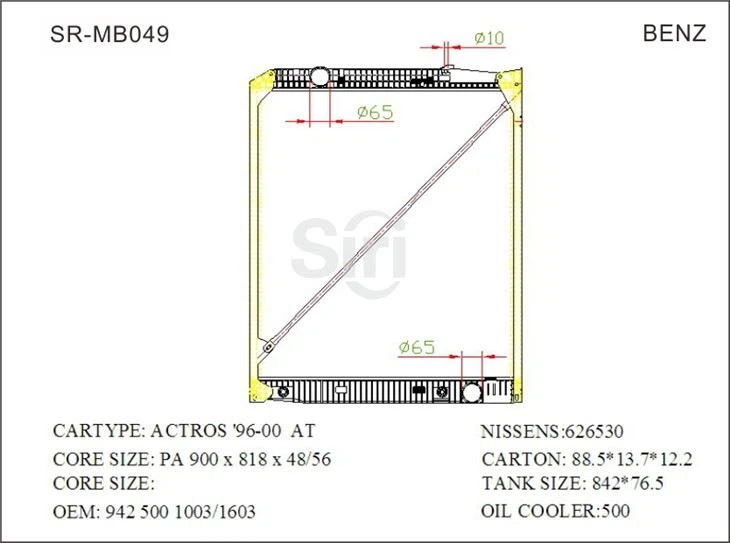 SR-MB049
BENZ
ø10
ø65
Siri
ø65
CARTYPE: ACTROS '96-00 AT
NISSENS:626530
CORE SIZE: PA 900 x 818 x 48/56
CARTON: 88.5*13.7*12.2
CORE SIZE:
TANK SIZE: 842*76.5
OEM: 942 500 1003/1603
OIL COOLER:500